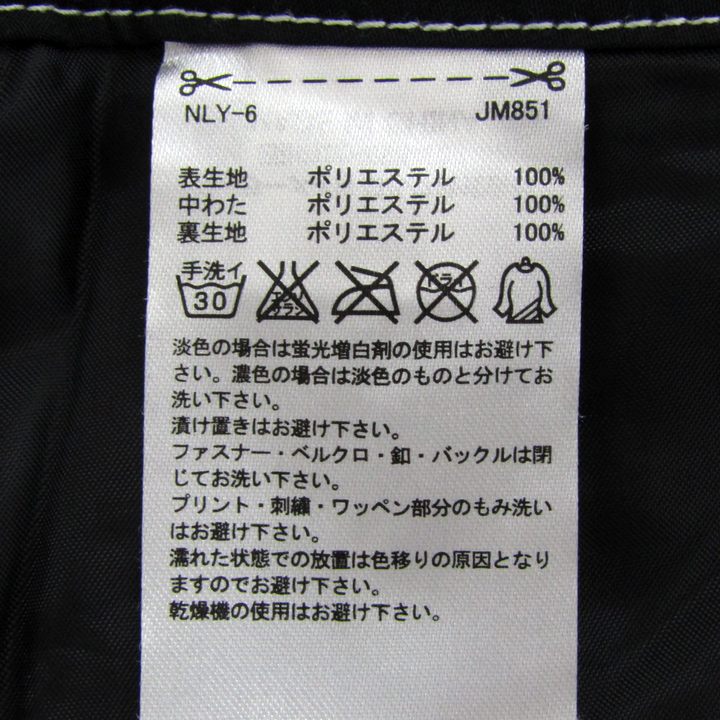 NLY-6 JM851
表生地 ポリエステル 100%
中わた ポリエステル 100%
裏生地 ポリエステル 100%
手洗イ
30 エンソ サラシ ドライ
淡色の場合は蛍光増白剤の使用はお避け下
さい。濃色の場合は淡色のものと分けてお
洗い下さい。
漬け置きはお避け下さい。
ファスナー・ベルクロ・釦・バックルは閉
じてお洗い下さい。
プリント・刺繍・ワッペン部分のもみ洗い
はお避け下さい。
濡れた状態での放置は色移りの原因となり
ますのでお避け下さい。
乾燥機の使用はお避け下さい。